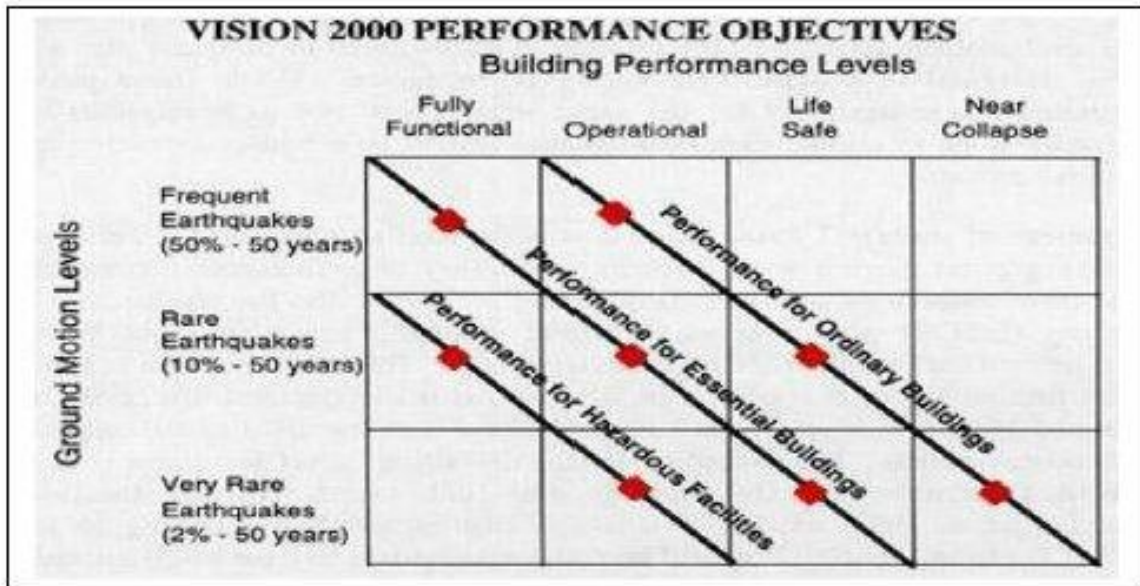 VISION 2000 PERFORMANCE OBJECTIVES
Building Performance Levels
Fully
Functional
Operational
Life
Safe
Near
Collapse
Ground Motion Levels
Frequent
Earthquakes
(50% - 50 years)
Rare
Earthquakes
(10% - 50 years)
Very Rare
Earthquakes
(2% - 50 years)
Performance for Ordinary Buildings
Performance for Essential Buildings
Performance for Hazardous Facilities